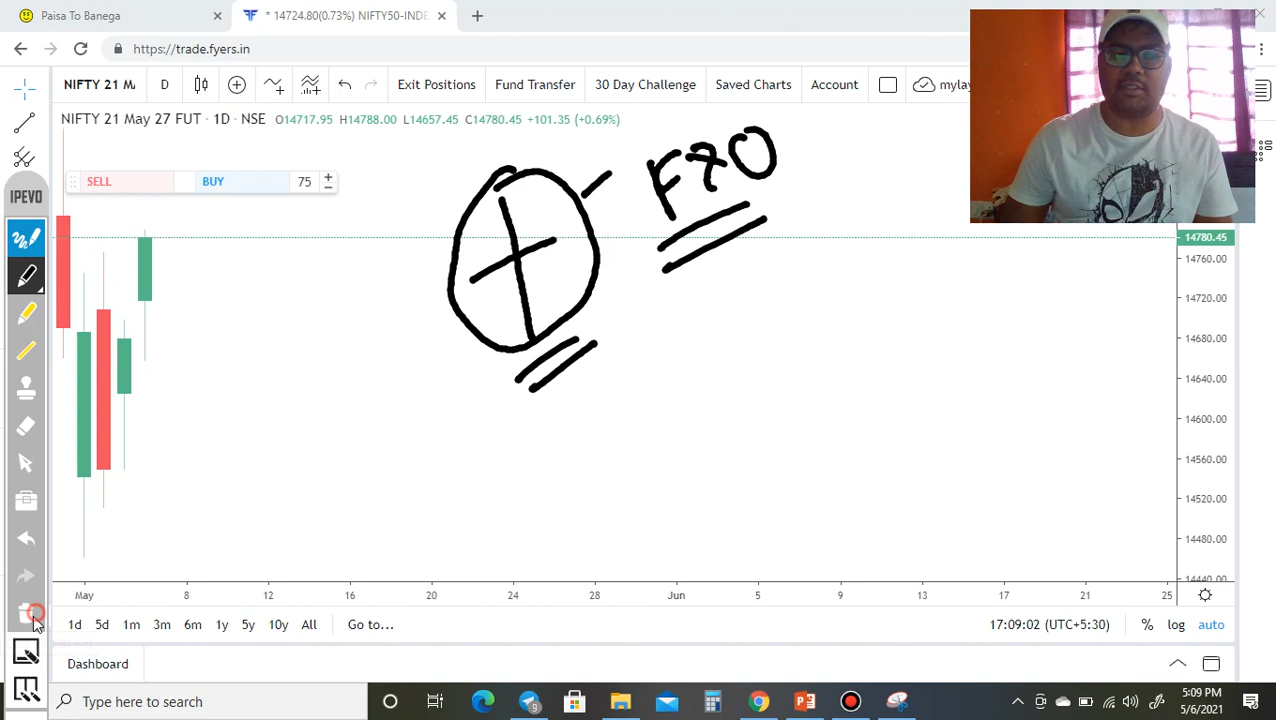 Paisa To Banega
* 14724.80(0.73%) NIFTY50-INDE
https://trade.fyers.in
NIFTY 21 M
D
Exit Positions
Fund Transfer
30 Day Challenge
Saved Charts
Account
mylay
NIFTY 21 May 27 FUT · 1D · NSE O14717.95 H14788.00 L14657.45 C14780.45 +101.35 (+0.69%)
IPEVO
SELL
BUY
75
F&O
14780.45
14760.00
14720.00
14680.00
14640.00
14600.00
14560.00
14520.00
14480.00
14440.00
May 8 12 16 20 24 28 Jun 5 9 13 17 21 25
1d 5d 1m 3m 6m 1y 5y 10y All Go to...
17:09:02 (UTC+5:30) % log auto
Dashboard
Type here to search
5:09 PM
5/6/2021